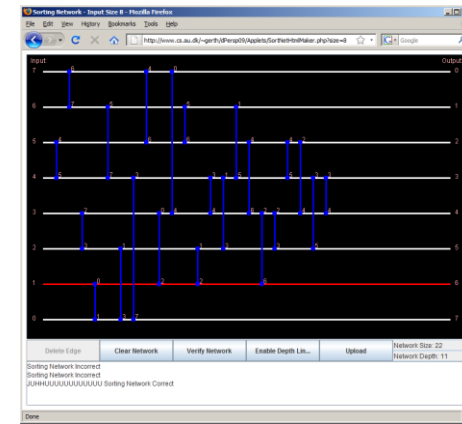 Sorting Network - Input Size 8 - Mozilla Firefox
File Edit View History Bookmarks Tools Help
http://www.cs.au.dk/~gerth/dPersp09/Applets/SortNetHtmlMaker.php?size=8
Google
Input
Output
7 0
6 1
5 2
4 3
3 4
2 5
1 6
0 7
Delete Edge Clear Network Verify Network Enable Depth Lin... Upload
Network Size: 22
Network Depth: 11
Sorting Network Incorrect
Sorting Network Incorrect
JUHHUUUUUUUUUUUU Sorting Network Correct
Done